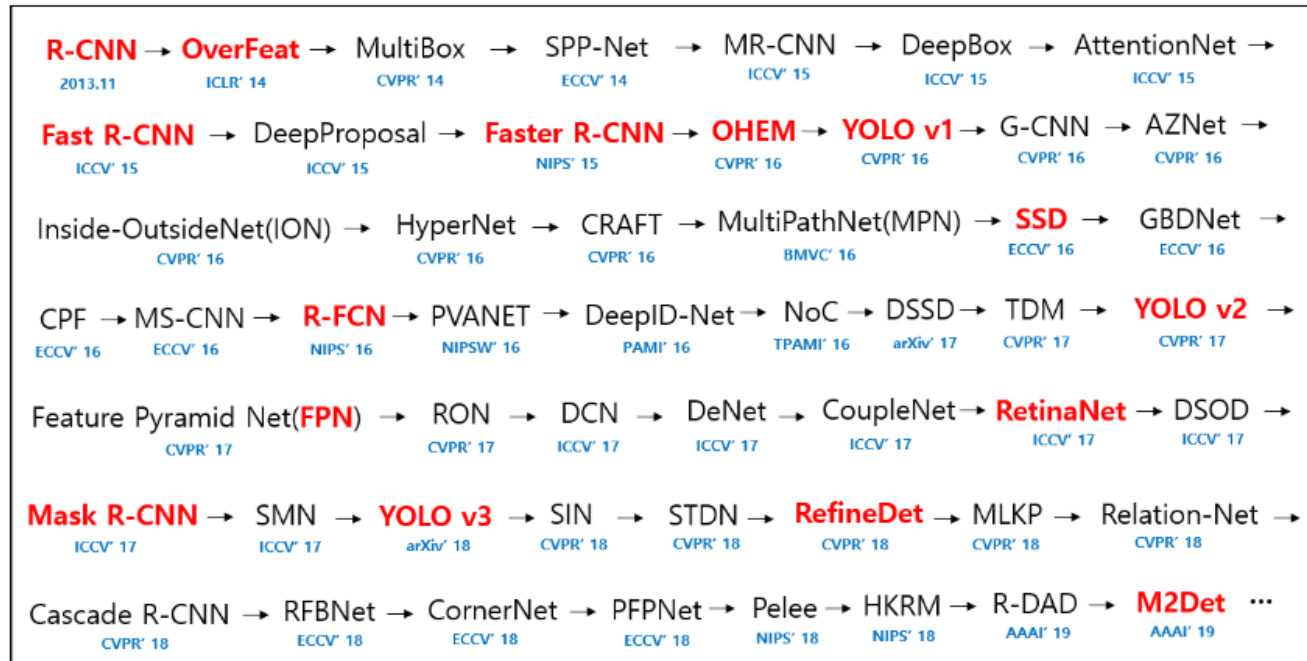 R-CNN → OverFeat → MultiBox → SPP-Net → MR-CNN → DeepBox → AttentionNet →
2013.11 ICLR' 14 CVPR' 14 ECCV' 14 ICCV' 15 ICCV' 15 ICCV' 15
Fast R-CNN → DeepProposal → Faster R-CNN → OHEM → YOLO v1 → G-CNN → AZNet →
ICCV' 15 ICCV' 15 NIPS' 15 CVPR' 16 CVPR' 16 CVPR' 16 CVPR' 16
Inside-OutsideNet(ION) → HyperNet → CRAFT → MultiPathNet(MPN) → SSD → GBDNet →
CVPR' 16 CVPR' 16 CVPR' 16 BMVC' 16 ECCV' 16 ECCV' 16
CPF → MS-CNN → R-FCN → PVANET → DeepID-Net → NoC → DSSD → TDM → YOLO v2 →
ECCV' 16 ECCV' 16 NIPS' 16 NIPSW' 16 PAMI' 16 TPAMI' 16 arXiv' 17 CVPR' 17 CVPR' 17
Feature Pyramid Net(FPN) → RON → DCN → DeNet → CoupleNet → RetinaNet → DSOD →
CVPR' 17 CVPR' 17 ICCV' 17 ICCV' 17 ICCV' 17 ICCV' 17 ICCV' 17
Mask R-CNN → SMN → YOLO v3 → SIN → STDN → RefineDet → MLKP → Relation-Net →
ICCV' 17 ICCV' 17 arXiv' 18 CVPR' 18 CVPR' 18 CVPR' 18 CVPR' 18 CVPR' 18
Cascade R-CNN → RFBNet → CornerNet → PFPNet → Pelee → HKRM → R-DAD → M2Det ···
CVPR' 18 ECCV' 18 ECCV' 18 ECCV' 18 NIPS' 18 NIPS' 18 AAAI' 19 AAAI' 19